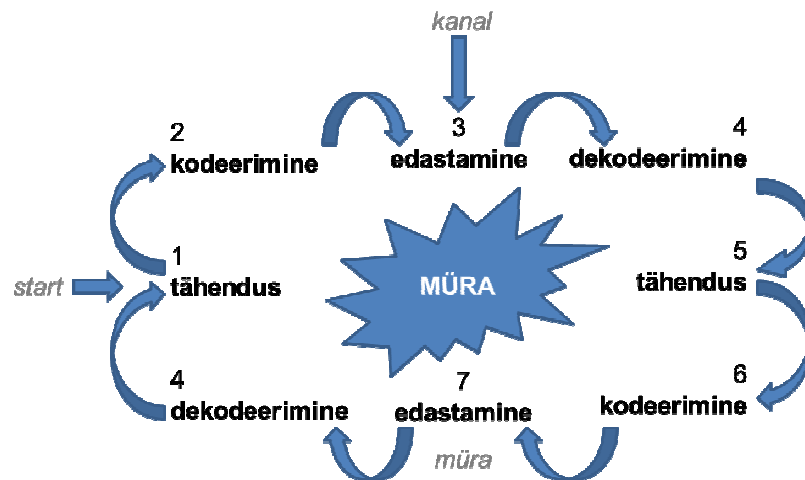 kanal
2
3
4
kodeerimine
edastamine
dekodeerimine
1
5
start
tähendus
MÜRA
tähendus
4
7
6
dekodeerimine
edastamine
kodeerimine
müra